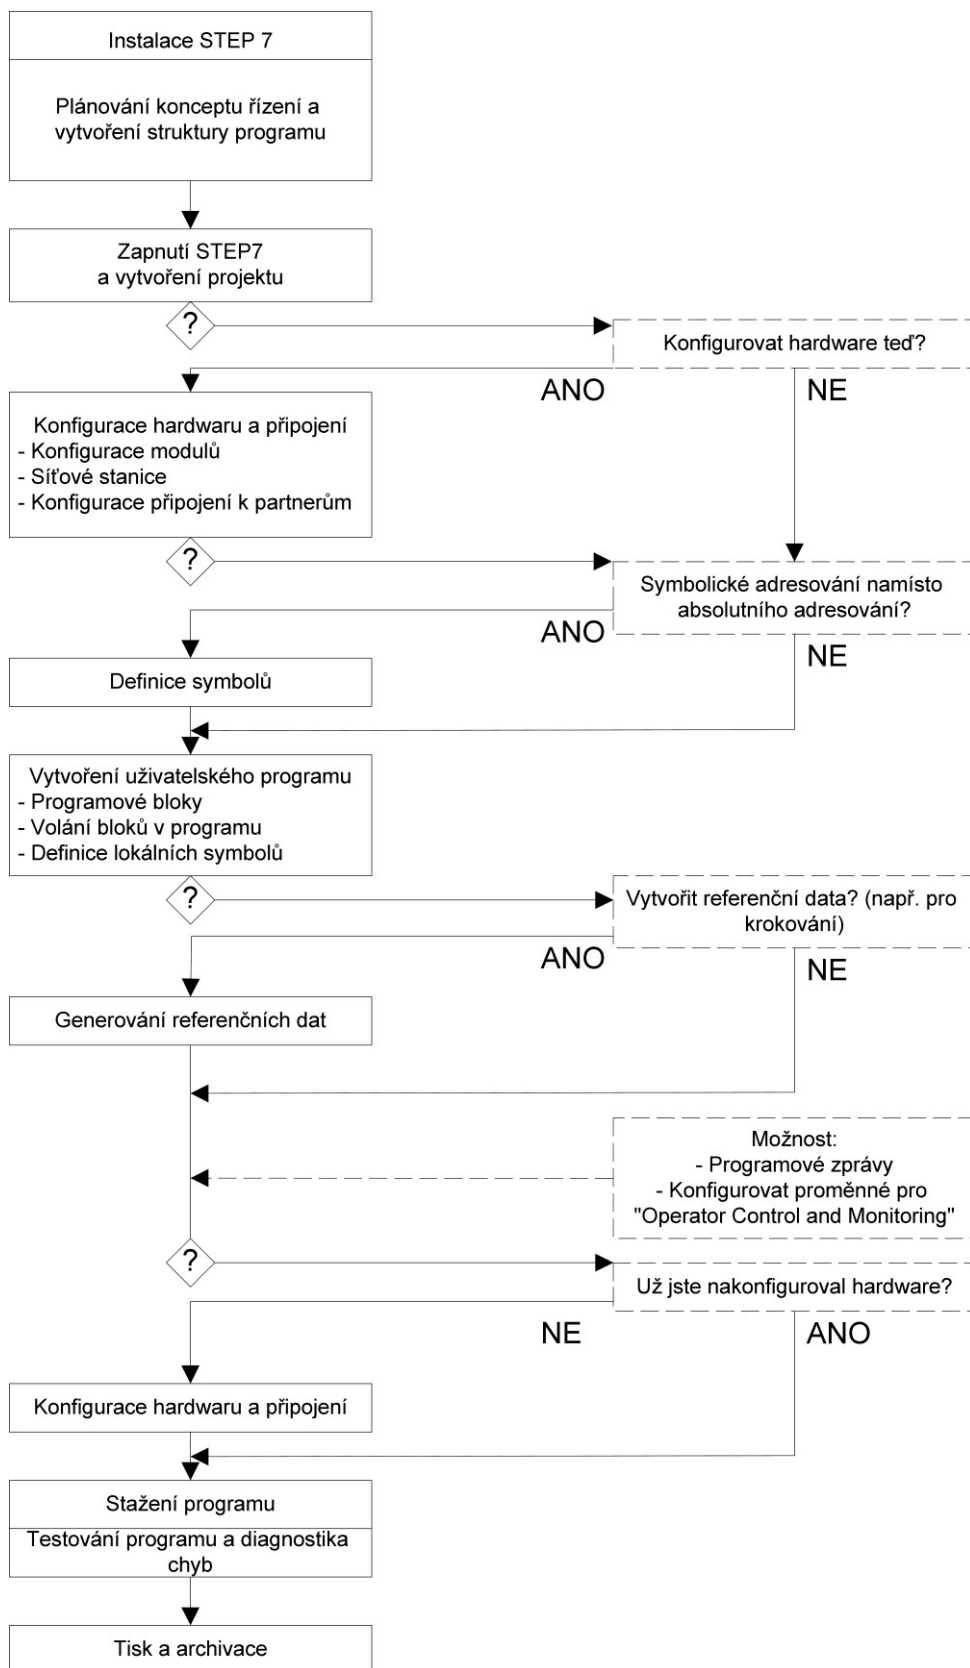 Instalace STEP 7
Plánování konceptu řízení a
vytvoření struktury programu
Zapnutí STEP7
a vytvoření projektu
?
Konfigurovat hardware teď?
ANO
NE
Konfigurace hardwaru a připojení
- Konfigurace modulů
- Síťové stanice
- Konfigurace připojení k partnerům
?
Symbolické adresování namísto
absolutního adresování?
ANO
NE
Definice symbolů
Vytvoření uživatelského programu
- Programové bloky
- Volání bloků v programu
- Definice lokálních symbolů
?
Vytvořit referenční data? (např. pro
krokování)
ANO
NE
Generování referenčních dat
Možnost:
- Programové zprávy
- Konfigurovat proměnné pro
"Operator Control and Monitoring"
?
Už jste nakonfiguroval hardware?
NE
ANO
Konfigurace hardwaru a připojení
Stažení programu
Testování programu a diagnostika
chyb
Tisk a archivace